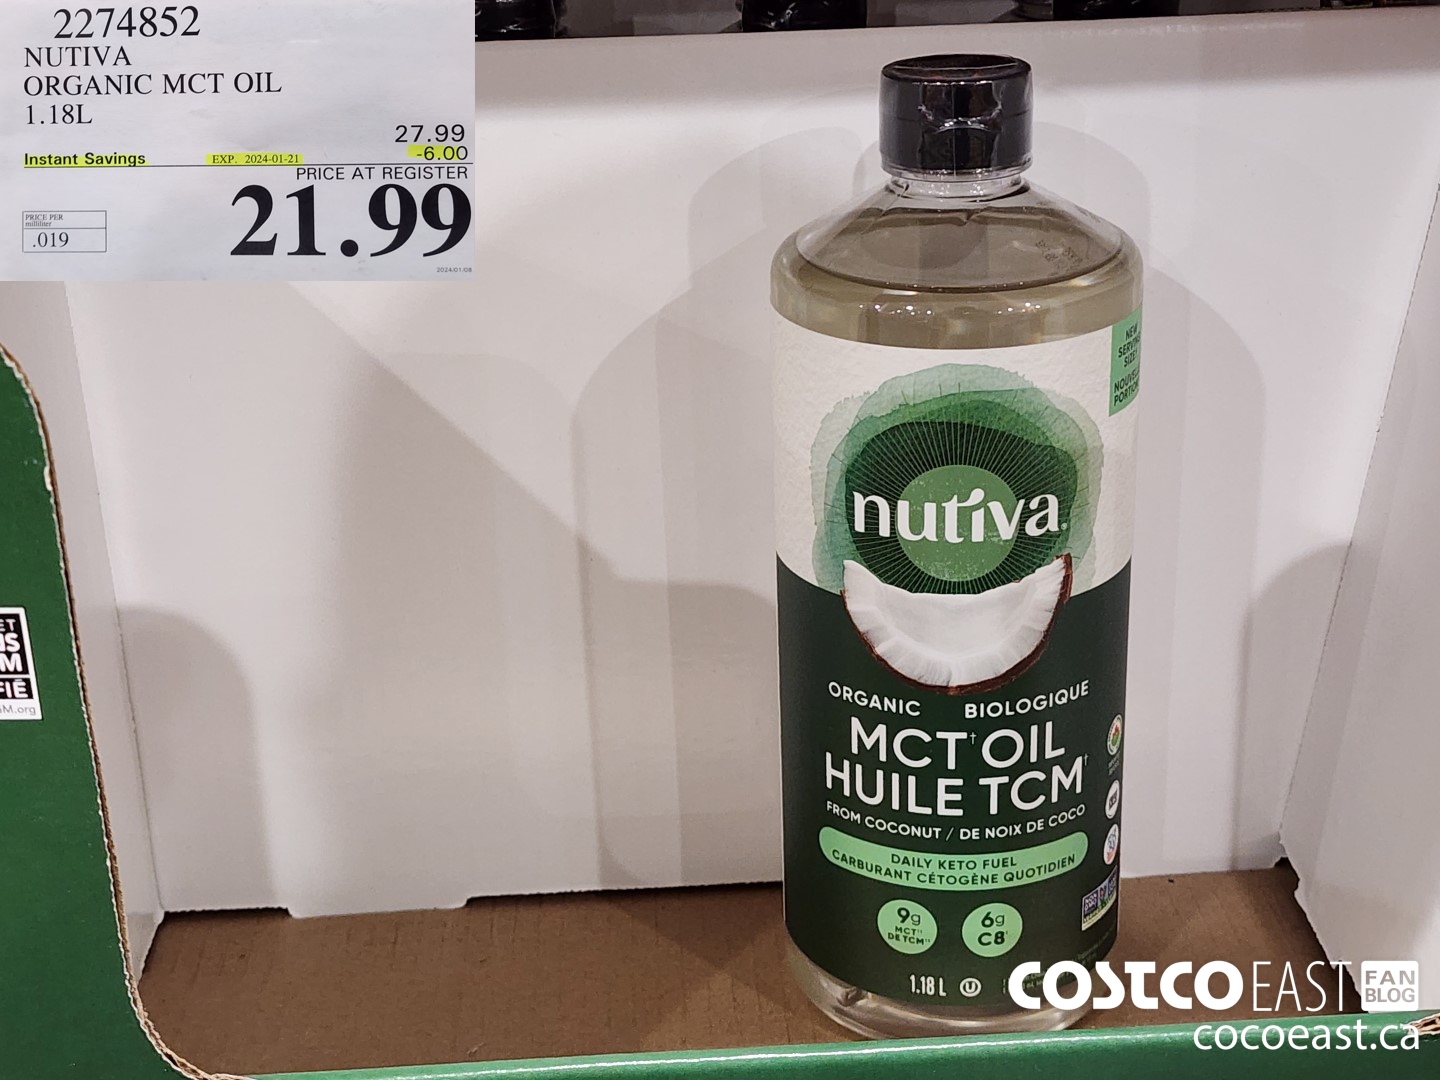 2274852
NUTIVA
ORGANIC MCT OIL
1.18L
27.99
Instant Savings EXP. 2024-01-21 -6.00
PRICE AT REGISTER
21.99
PRICE PER
milliliter
.019
2024/01/08
NEW
SERVING
SIZE!
NOUVELLE
PORTION!
nutiva
ORGANIC BIOLOGIQUE
MCT† OIL
HUILE TCM†
FROM COCONUT / DE NOIX DE COCO
DAILY KETO FUEL
CARBURANT CÉTOGÈNE QUOTIDIEN
9g
MCT††
DE TCM††
6g
C8
1.18 L U
COSTCO EAST FAN
BLOG
cocoeast.ca